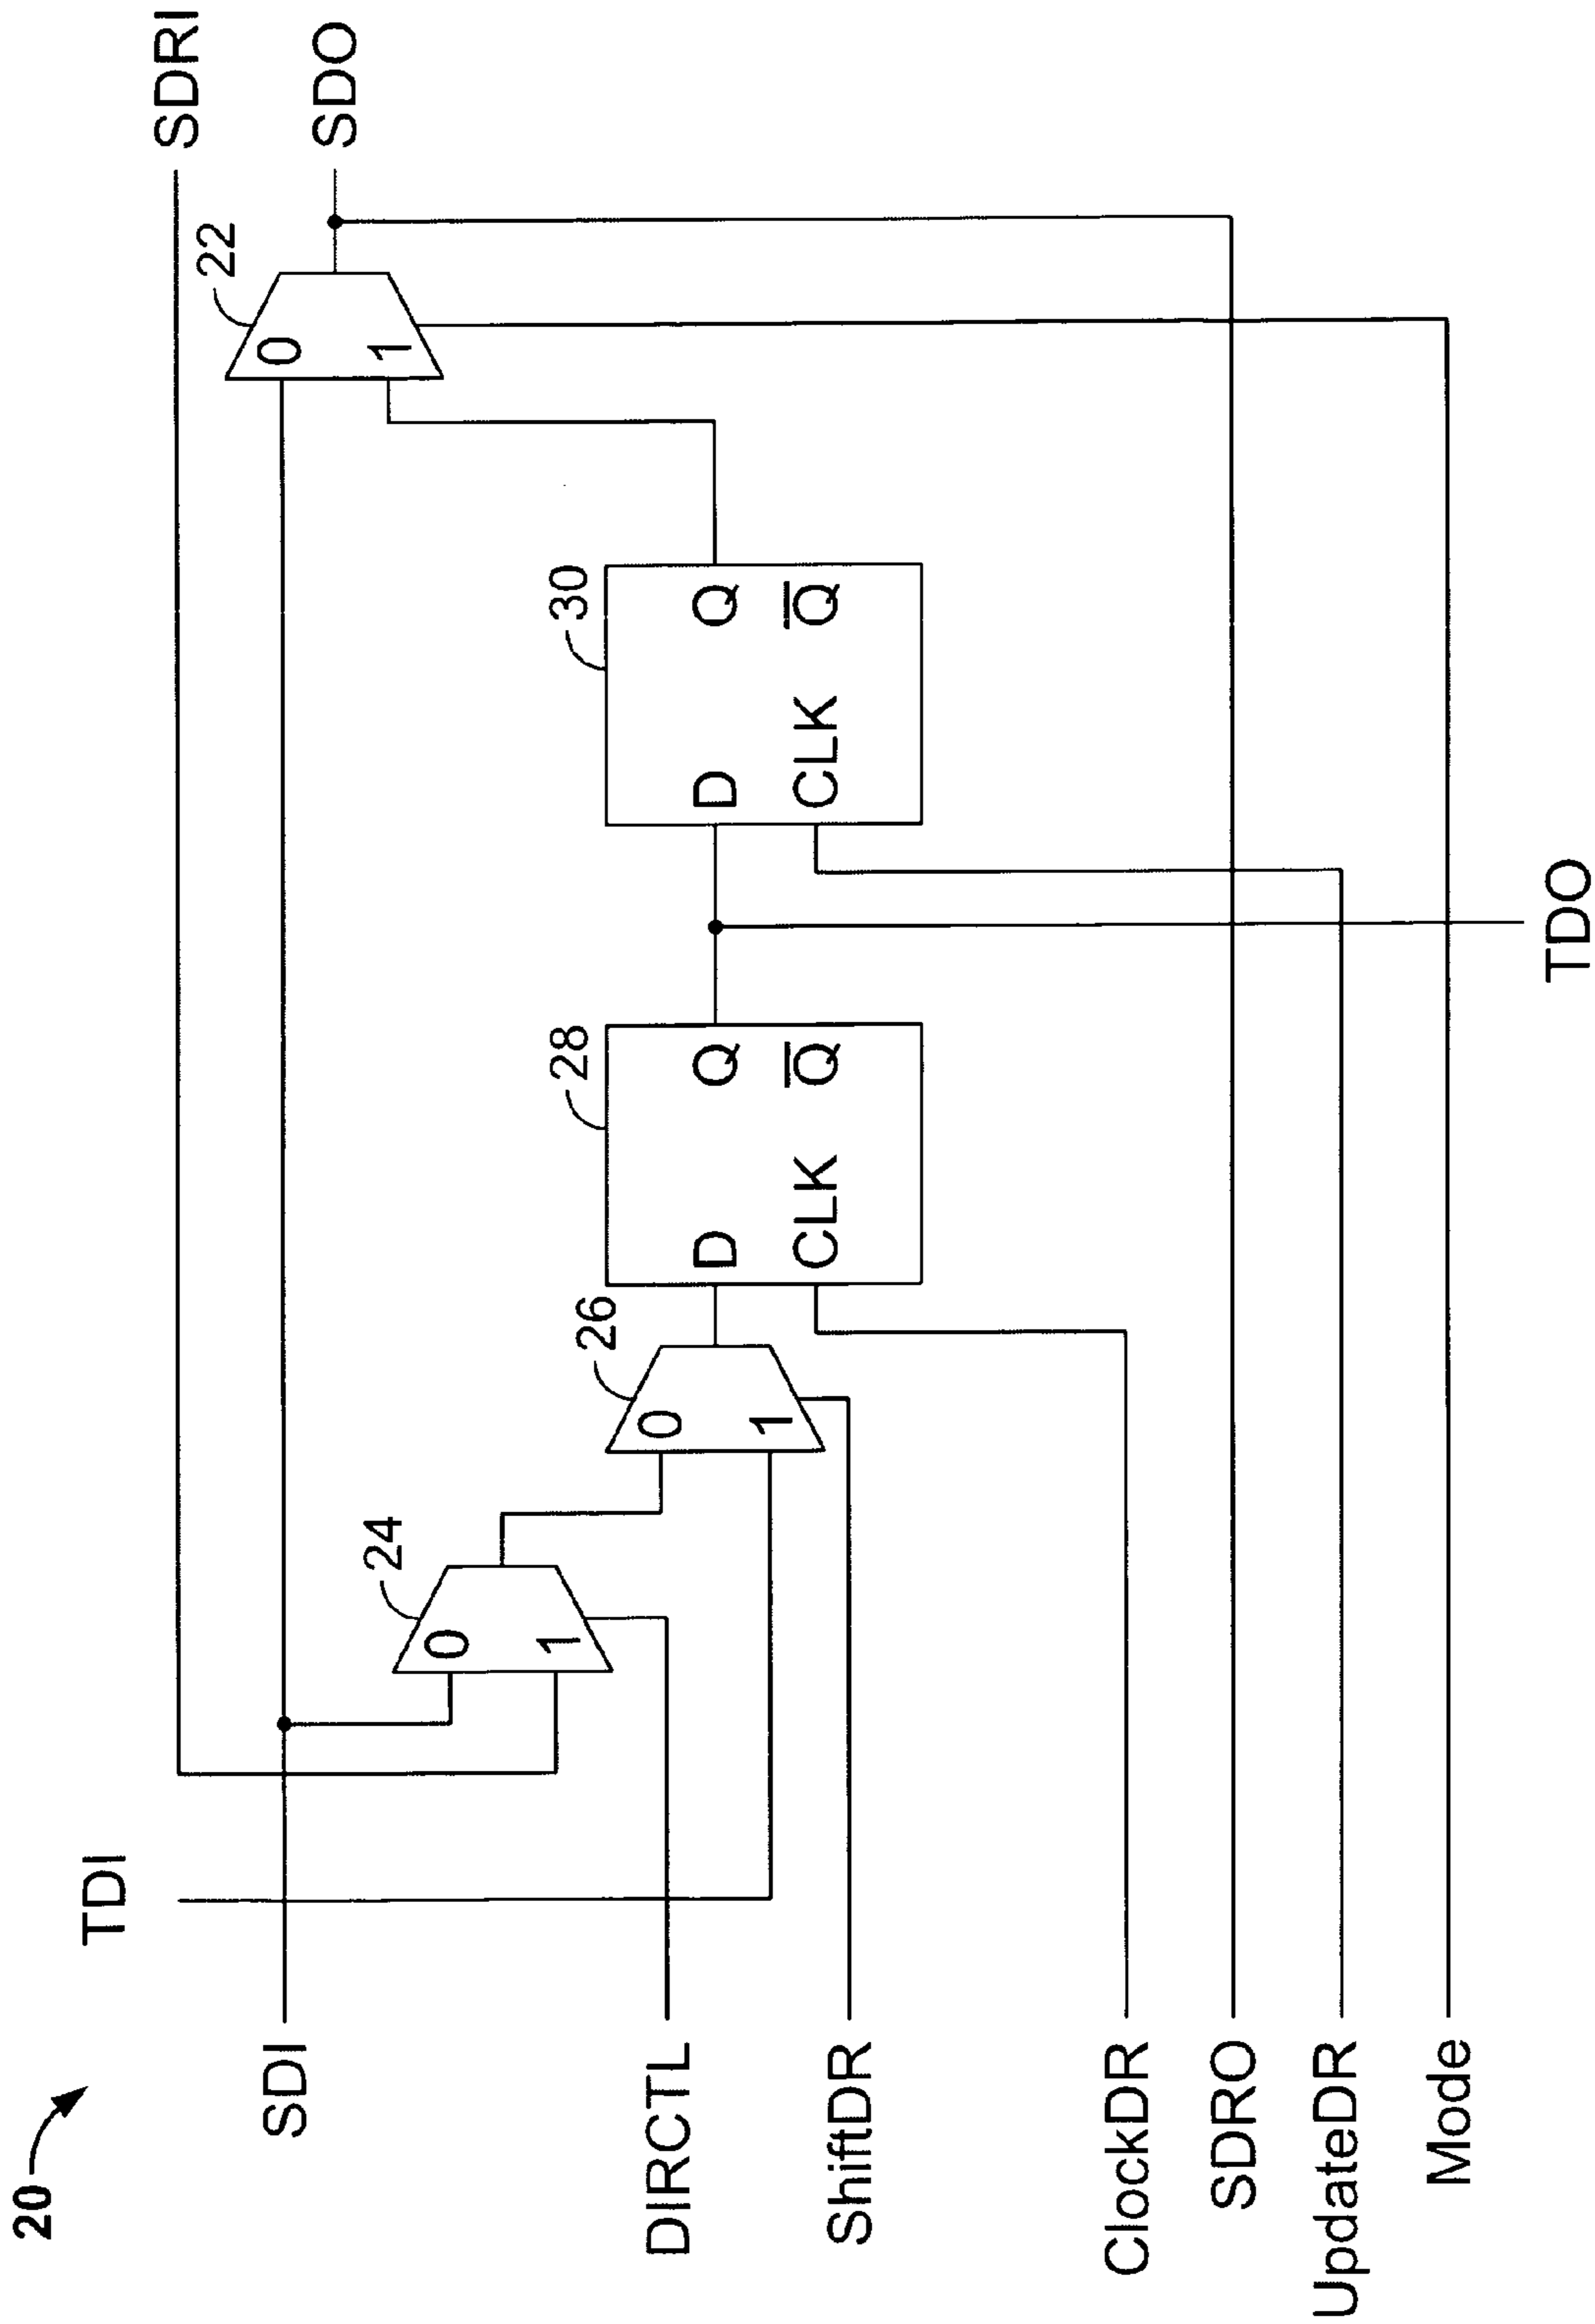 20
TDI
SDRI
SDI
SDO
22
0
1
24
0
1
26
0
1
28
D
Q
CLK
Q̅
30
D
Q
CLK
Q̅
DIRCTL
ShiftDR
ClockDR
SDRO
UpdateDR
Mode
TDO